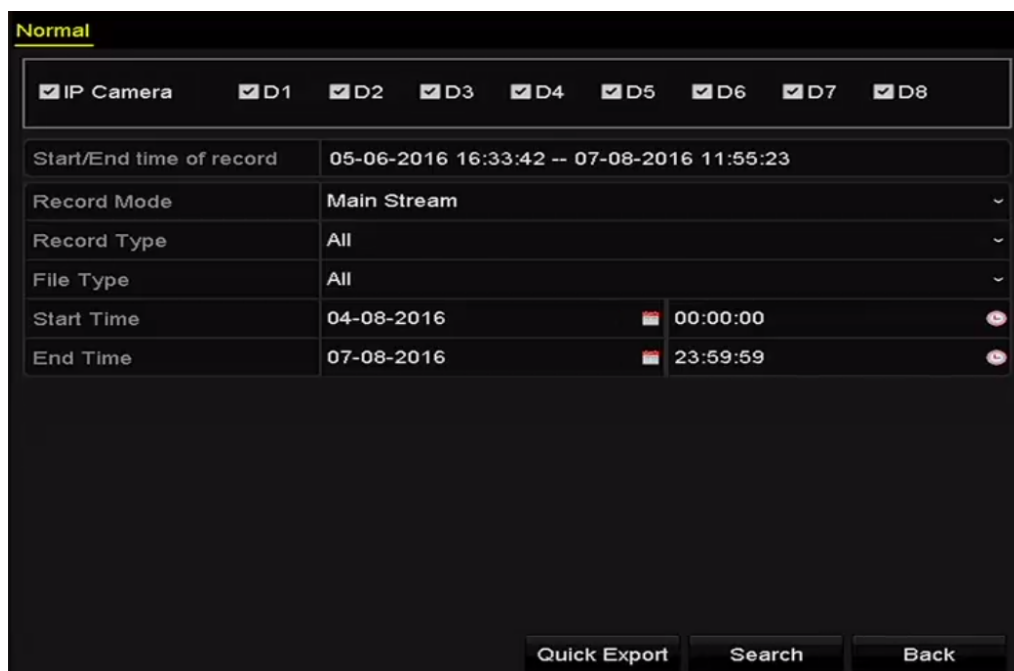 Normal
IP Camera D1 D2 D3 D4 D5 D6 D7 D8
Start/End time of record 05-06-2016 16:33:42 -- 07-08-2016 11:55:23
Record Mode Main Stream
Record Type All
File Type All
Start Time 04-08-2016 00:00:00
End Time 07-08-2016 23:59:59
Quick Export Search Back